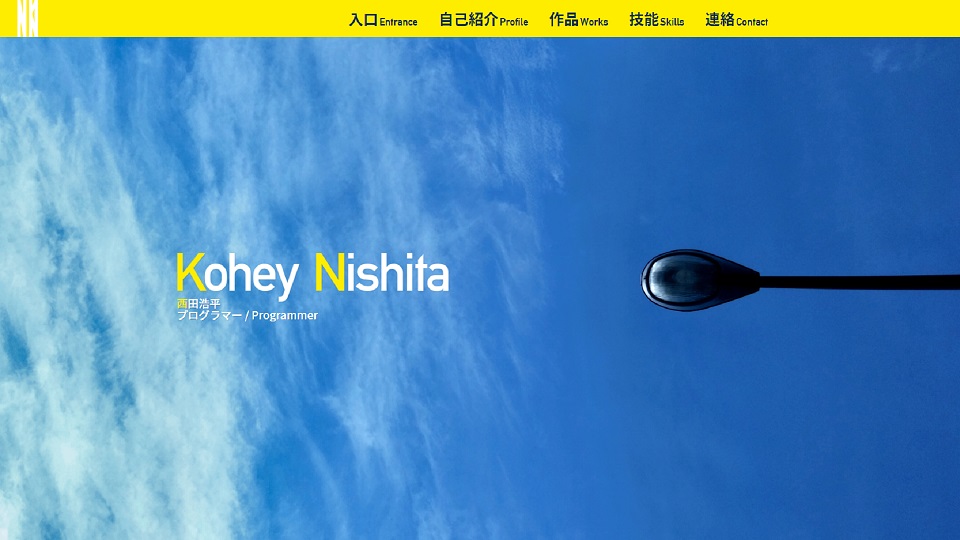 入口 Entrance 自己紹介 Profile 作品 Works 技能 Skills 連絡 Contact
Kohey Nishita
西田浩平
プログラマー / Programmer